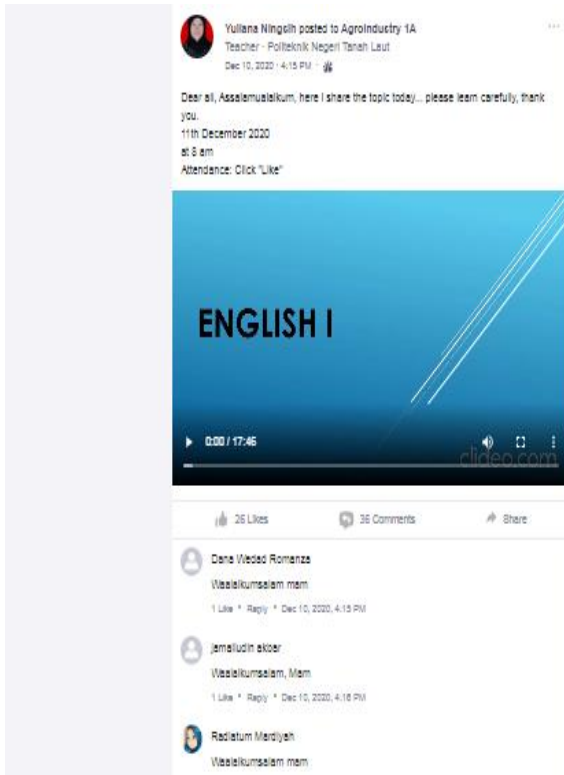 Yuliana Ningsih posted to Agroindustry 1A
Teacher - Politeknik Negeri Tanah Laut
Dec 10, 2020 · 4:15 PM ·
Dear all, Assalamualaikum, here I share the topic today... please learn carefully, thank
you.
11th December 2020
at 8 am
Attendance: Click "Like"
ENGLISH I
0:00 / 17:46
clideo.com
26 Likes
36 Comments
Share
Dana Wedad Romanza
Waalaikumsalam mam
1 Like • Reply • Dec 10, 2020, 4:15 PM
jamailudin akbar
Waalaikumsalam, Mam
1 Like • Reply • Dec 10, 2020, 4:16 PM
Radiatum Mardiyah
Waalaikumsalam mam